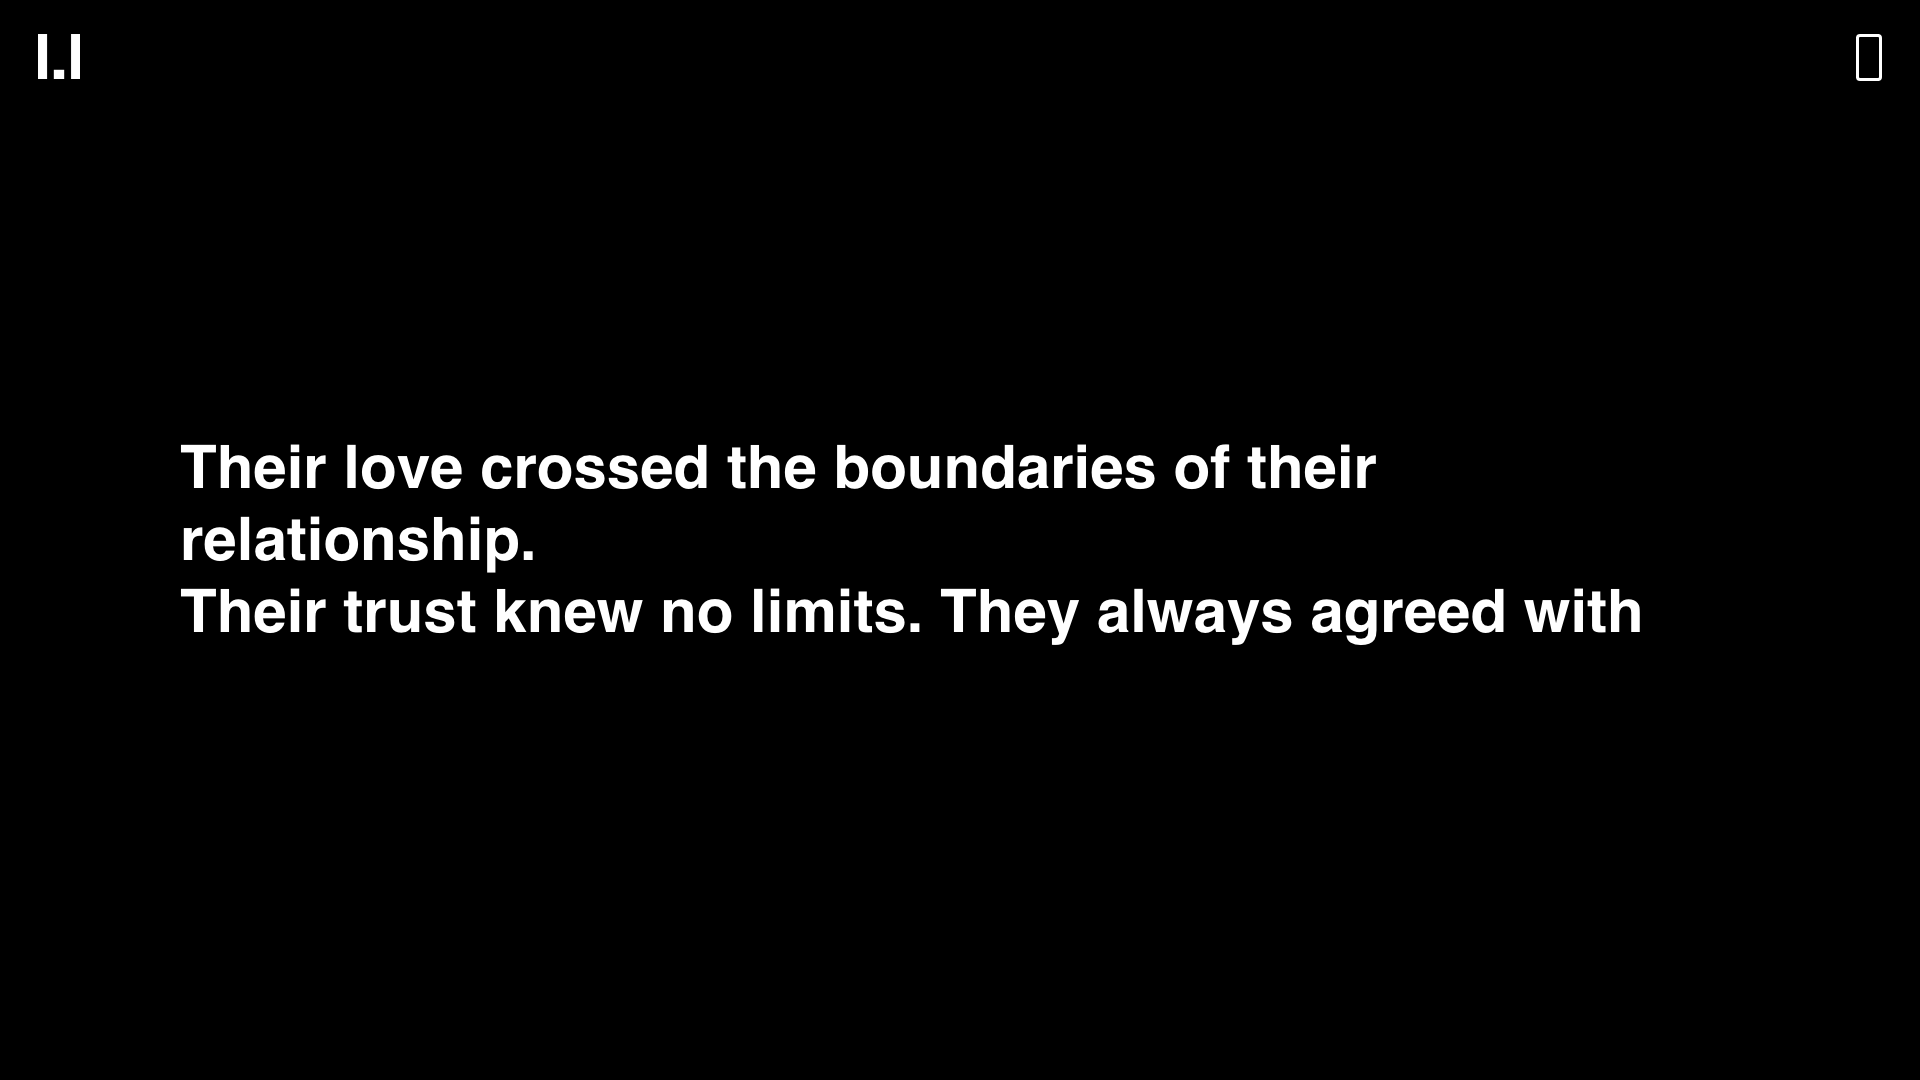 I.I
Their love crossed the boundaries of their
relationship.
Their trust knew no limits. They always agreed with